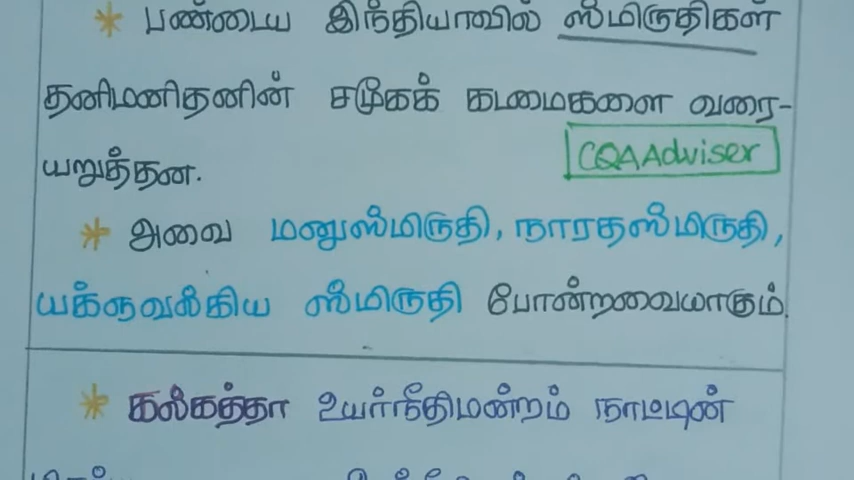 * பண்டைய இந்தியாவில் ஸ்மிருதிகள்
தனிமனிதனின் சமூகக் கடமைகளை வரை-
யறுத்தன.
CQAAdviser
* அவை மனுஸ்மிருதி, நாரதஸ்மிருதி,
யக்ஞவல்கிய ஸ்மிருதி போன்றவையாகும்.
* கல்கத்தா உயர்நீதிமன்றம் நாட்டின்